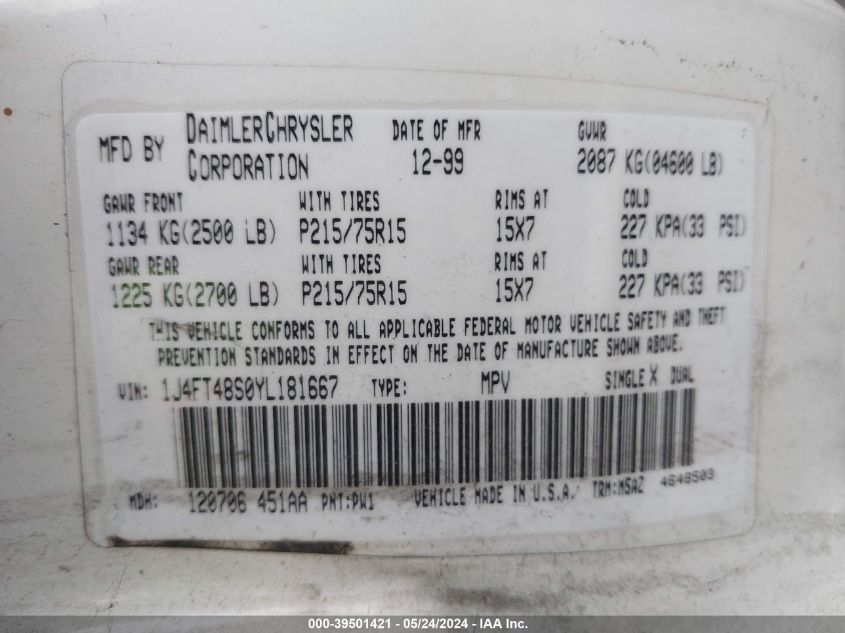 MFD BY DAIMLERCHRYSLER CORPORATION DATE OF MFR 12-99 GVWR 2087 KG(04600 LB)
GAWR FRONT WITH TIRES RIMS AT COLD
1134 KG(2500 LB) P215/75R15 15X7 227 KPA(33 PSI)
GAWR REAR WITH TIRES RIMS AT COLD
1225 KG(2700 LB) P215/75R15 15X7 227 KPA(33 PSI)
THIS VEHICLE CONFORMS TO ALL APPLICABLE FEDERAL MOTOR VEHICLE SAFETY AND THEFT
PREVENTION STANDARDS IN EFFECT ON THE DATE OF MANUFACTURE SHOWN ABOVE.
VIN: 1J4FT48S0YL181667 TYPE: MPV SINGLE X DUAL
MDH: 120706 451AA PNT:PW1 VEHICLE MADE IN U.S.A. TRM:M5AZ 4648503
000-39501421 - 05/24/2024 - IAA Inc.